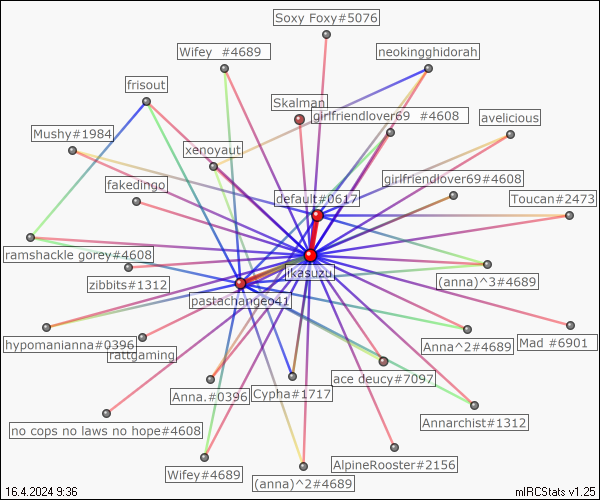 Soxy Foxy#5076
Wifey #4689
neokingghidorah
frisout
Skalman
girlfriendlover69 #4608
avelicious
Mushy#1984
xenoyaut
fakedingo
girlfriendlover69#4608
default#0617
Toucan#2473
ramshackle gorey#4608
ikasuzu
zibbits#1312
(anna)^3#4689
pastachangeo41
hypomanianna#0396
rattgaming
Anna^2#4689
Mad #6901
ace deucy#7097
Anna.#0396
Cypha#1717
Annarchist#1312
no cops no laws no hope#4608
Wifey#4689
AlpineRooster#2156
(anna)^2#4689
16.4.2024 9:36
mIRCStats v1.25